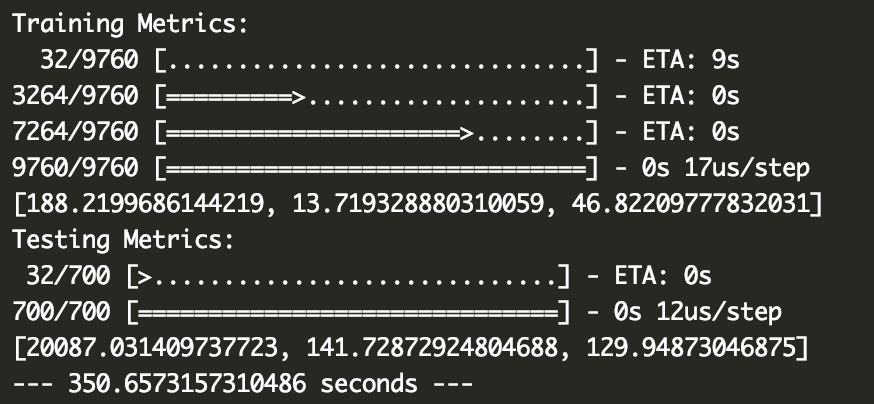 Training Metrics:
32/9760 [..............................] - ETA: 9s
3264/9760 [=========>....................] - ETA: 0s
7264/9760 [=====================>........] - ETA: 0s
9760/9760 [==============================] - 0s 17us/step
[188.2199686144219, 13.719328880310059, 46.82209777832031]
Testing Metrics:
32/700 [>.............................] - ETA: 0s
700/700 [==============================] - 0s 12us/step
[20087.031409737723, 141.72872924804688, 129.94873046875]
--- 350.6573157310486 seconds ---